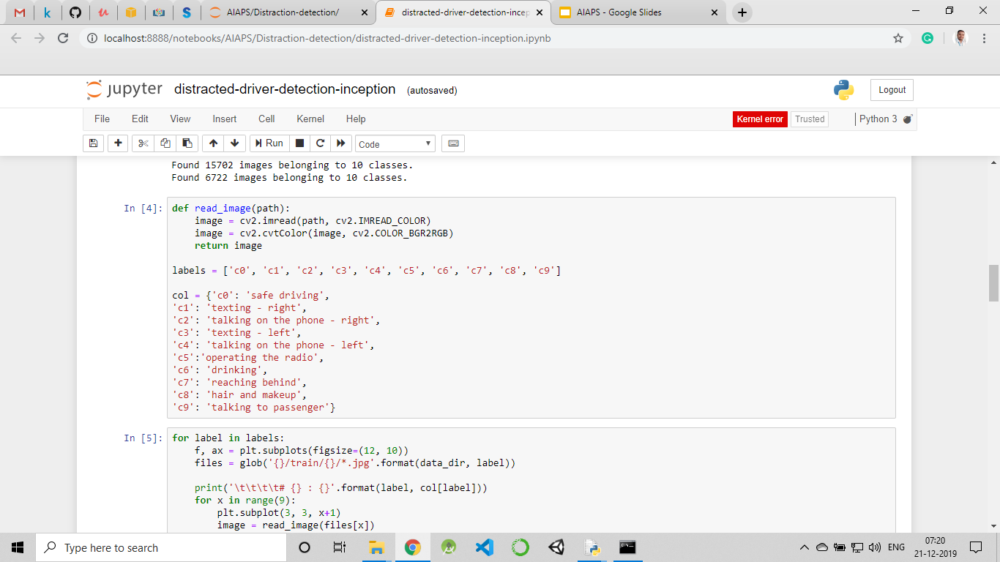 AIAPS/Distraction-detection/
distracted-driver-detection-incep
AIAPS - Google Slides
localhost:8888/notebooks/AIAPS/Distraction-detection/distracted-driver-detection-inception.ipynb
jupyter distracted-driver-detection-inception (autosaved)
Logout
File Edit View Insert Cell Kernel Help
Kernel error Trusted Python 3
Run Code
Found 15702 images belonging to 10 classes.
Found 6722 images belonging to 10 classes.
In [4]: def read_image(path):
    image = cv2.imread(path, cv2.IMREAD_COLOR)
    image = cv2.cvtColor(image, cv2.COLOR_BGR2RGB)
    return image
labels = ['c0', 'c1', 'c2', 'c3', 'c4', 'c5', 'c6', 'c7', 'c8', 'c9']
col = {'c0': 'safe driving',
'c1': 'texting - right',
'c2': 'talking on the phone - right',
'c3': 'texting - left',
'c4': 'talking on the phone - left',
'c5':'operating the radio',
'c6': 'drinking',
'c7': 'reaching behind',
'c8': 'hair and makeup',
'c9': 'talking to passenger'}
In [5]: for label in labels:
    f, ax = plt.subplots(figsize=(12, 10))
    files = glob('{}/train/{}/*.jpg'.format(data_dir, label))
    print('\t\t\t\t# {} : {}'.format(label, col[label]))
    for x in range(9):
        plt.subplot(3, 3, x+1)
        image = read_image(files[x])
Type here to search
ENG
07:20
21-12-2019